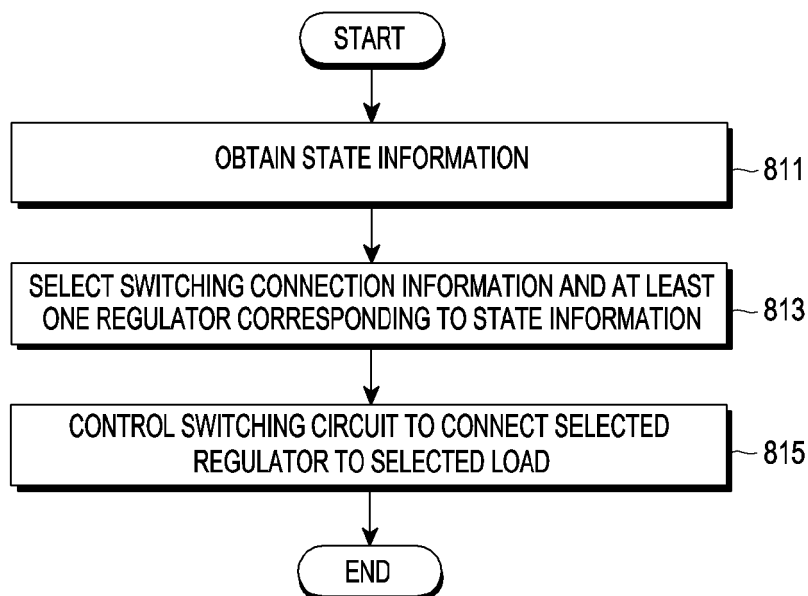 START
OBTAIN STATE INFORMATION
811
SELECT SWITCHING CONNECTION INFORMATION AND AT LEAST
ONE REGULATOR CORRESPONDING TO STATE INFORMATION
813
CONTROL SWITCHING CIRCUIT TO CONNECT SELECTED
REGULATOR TO SELECTED LOAD
815
END